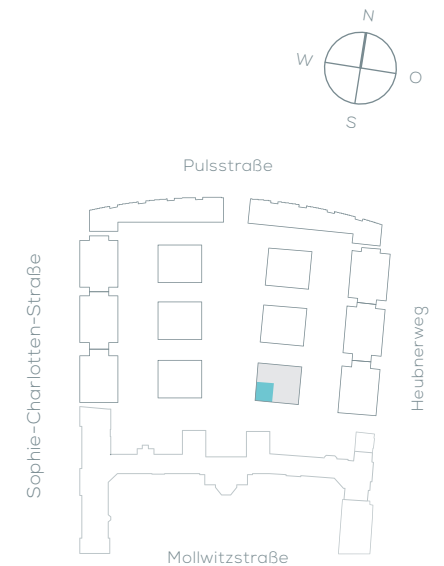 N
W
O
S
Pulsstraße
Sophie-Charlotten-Straße
Heubnerweg
Mollwitzstraße